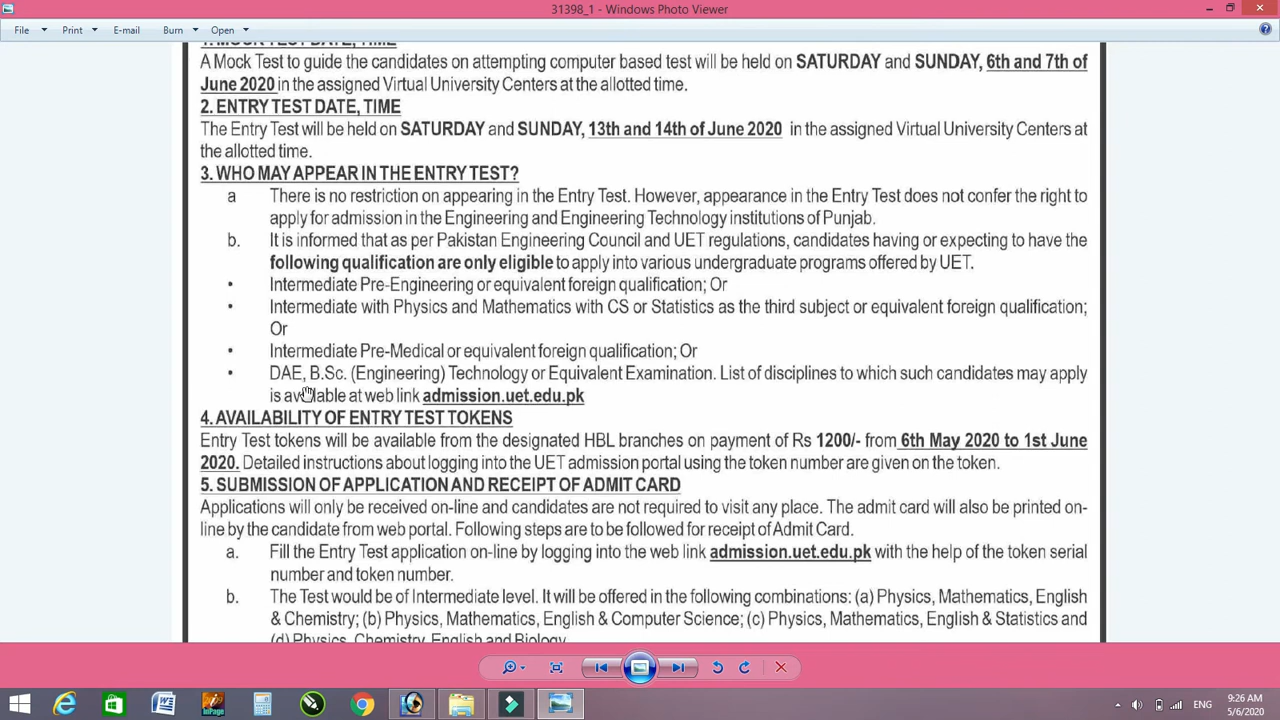 31398_1 - Windows Photo Viewer
File Print E-mail Burn Open
1. MOCK TEST DATE, TIME
A Mock Test to guide the candidates on attempting computer based test will be held on SATURDAY and SUNDAY, 6th and 7th of
June 2020 in the assigned Virtual University Centers at the allotted time.
2. ENTRY TEST DATE, TIME
The Entry Test will be held on SATURDAY and SUNDAY, 13th and 14th of June 2020 in the assigned Virtual University Centers at
the allotted time.
3. WHO MAY APPEAR IN THE ENTRY TEST?
a There is no restriction on appearing in the Entry Test. However, appearance in the Entry Test does not confer the right to
apply for admission in the Engineering and Engineering Technology institutions of Punjab.
b. It is informed that as per Pakistan Engineering Council and UET regulations, candidates having or expecting to have the
following qualification are only eligible to apply into various undergraduate programs offered by UET.
• Intermediate Pre-Engineering or equivalent foreign qualification; Or
• Intermediate with Physics and Mathematics with CS or Statistics as the third subject or equivalent foreign qualification;
Or
• Intermediate Pre-Medical or equivalent foreign qualification; Or
• DAE, B.Sc. (Engineering) Technology or Equivalent Examination. List of disciplines to which such candidates may apply
is available at web link admission.uet.edu.pk
4. AVAILABILITY OF ENTRY TEST TOKENS
Entry Test tokens will be available from the designated HBL branches on payment of Rs 1200/- from 6th May 2020 to 1st June
2020. Detailed instructions about logging into the UET admission portal using the token number are given on the token.
5. SUBMISSION OF APPLICATION AND RECEIPT OF ADMIT CARD
Applications will only be received on-line and candidates are not required to visit any place. The admit card will also be printed on-
line by the candidate from web portal. Following steps are to be followed for receipt of Admit Card.
a. Fill the Entry Test application on-line by logging into the web link admission.uet.edu.pk with the help of the token serial
number and token number.
b. The Test would be of Intermediate level. It will be offered in the following combinations: (a) Physics, Mathematics, English
& Chemistry; (b) Physics, Mathematics, English & Computer Science; (c) Physics, Mathematics, English & Statistics and
(d) Physics, Chemistry, English and Biology
InPage
ENG
9:26 AM
5/6/2020